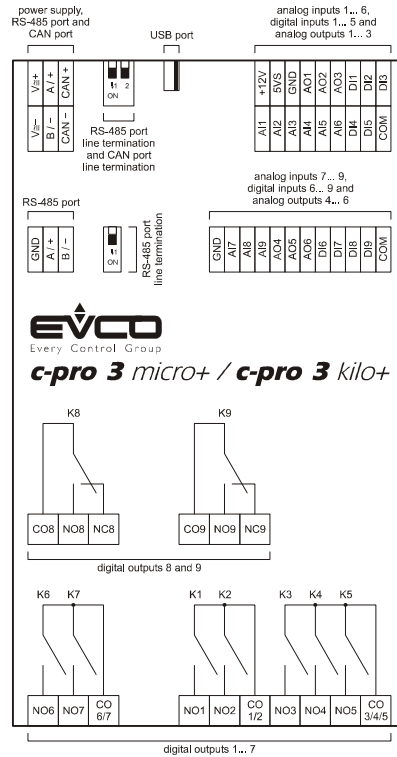 power supply,
RS-485 port and
CAN port
USB port
analog inputs 1... 6,
digital inputs 1... 5 and
analog outputs 1... 3
V≂+
A / +
CAN +
V≂−
B / −
CAN −
1 2
ON
RS-485 port
line termination
and CAN port
line termination
+12V
5VS
GND
AO1
AO2
AO3
DI1
DI2
DI3
AI1
AI2
AI3
AI4
AI5
AI6
DI4
DI5
COM
analog inputs 7... 9,
digital inputs 6... 9 and
analog outputs 4... 6
RS-485 port
GND
A / +
B / −
1
ON
RS-485 port
line termination
GND
AI7
AI8
AI9
AO4
AO5
AO6
DI6
DI7
DI8
DI9
COM
EVCO
Every Control Group
c-pro 3 micro+ / c-pro 3 kilo+
K8
K9
CO8 NO8 NC8
CO9 NO9 NC9
digital outputs 8 and 9
K6 K7
K1 K2
K3 K4 K5
NO6 NO7 CO 6/7
NO1 NO2 CO 1/2
NO3 NO4 NO5 CO 3/4/5
digital outputs 1... 7